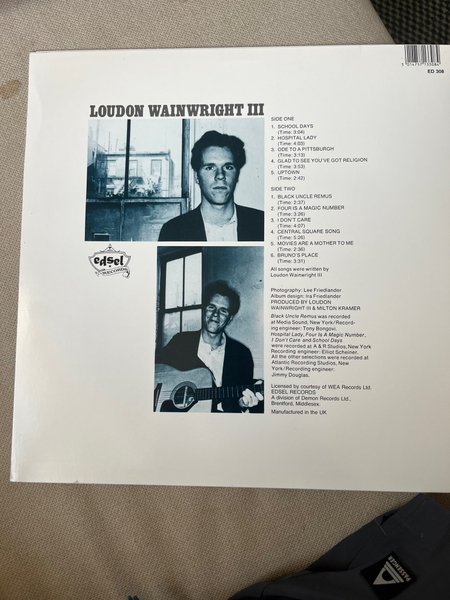 5 014757 733084
ED 308
LOUDON WAINWRIGHT III
SIDE ONE
1. SCHOOL DAYS
(Time: 3:04)
2. HOSPITAL LADY
(Time: 4:03)
3. ODE TO A PITTSBURGH
(Time: 3:13)
4. GLAD TO SEE YOU'VE GOT RELIGION
(Time: 3:53)
5. UPTOWN
(Time: 2:42)
SIDE TWO
1. BLACK UNCLE REMUS
(Time: 2:37)
2. FOUR IS A MAGIC NUMBER
(Time: 3:26)
3. I DON'T CARE
(Time: 4:07)
4. CENTRAL SQUARE SONG
(Time: 5:26)
5. MOVIES ARE A MOTHER TO ME
(Time: 2:36)
6. BRUNO'S PLACE
(Time: 3:31)
All songs were written by
Loudon Wainwright III
edsel
RECORDS
Photography: Lee Friedlander
Album design: Ira Friedlander
PRODUCED BY LOUDON
WAINWRIGHT III & MILTON KRAMER
Black Uncle Remus was recorded
at Media Sound, New York/Record-
ing engineer: Tony Bongiovi.
Hospital Lady, Four Is A Magic Number,
I Don't Care and School Days
were recorded at A & R Studios, New York
Recording engineer: Elliot Scheiner.
All the other selections were recorded at
Atlantic Recording Studios, New
York/Recording engineer:
Jimmy Douglas.
Licensed by courtesy of WEA Records Ltd.
EDSEL RECORDS
A division of Demon Records Ltd.,
Brentford, Middlesex.
Manufactured in the UK
PASSENGER